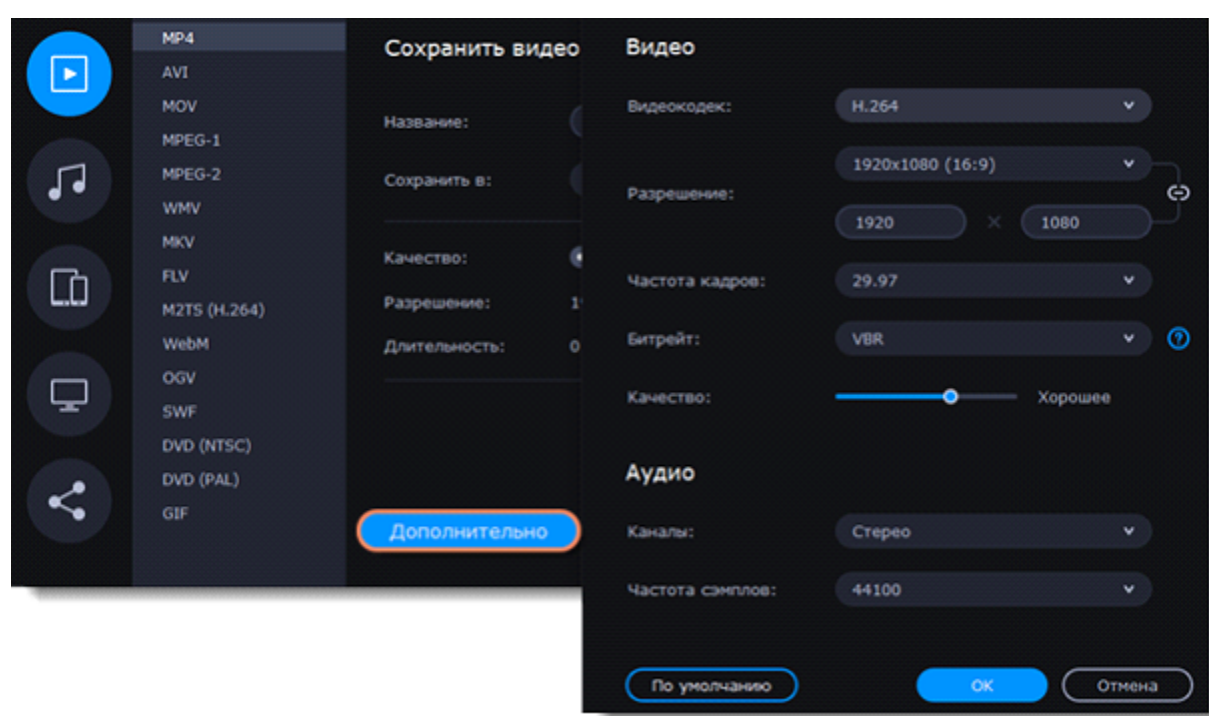 MP4
AVI
MOV
MPEG-1
MPEG-2
WMV
MKV
FLV
M2TS (H.264)
WebM
OGV
SWF
DVD (NTSC)
DVD (PAL)
GIF
Сохранить видео
Название:
Сохранить в:
Качество:
Разрешение:
Длительность:
Дополнительно
Видео
Видеокодек:
H.264
Разрешение:
1920x1080 (16:9)
1920 × 1080
Частота кадров:
29.97
Битрейт:
VBR
?
Качество:
Хорошее
Аудио
Каналы:
Стерео
Частота сэмплов:
44100
По умолчанию
OK
Отмена